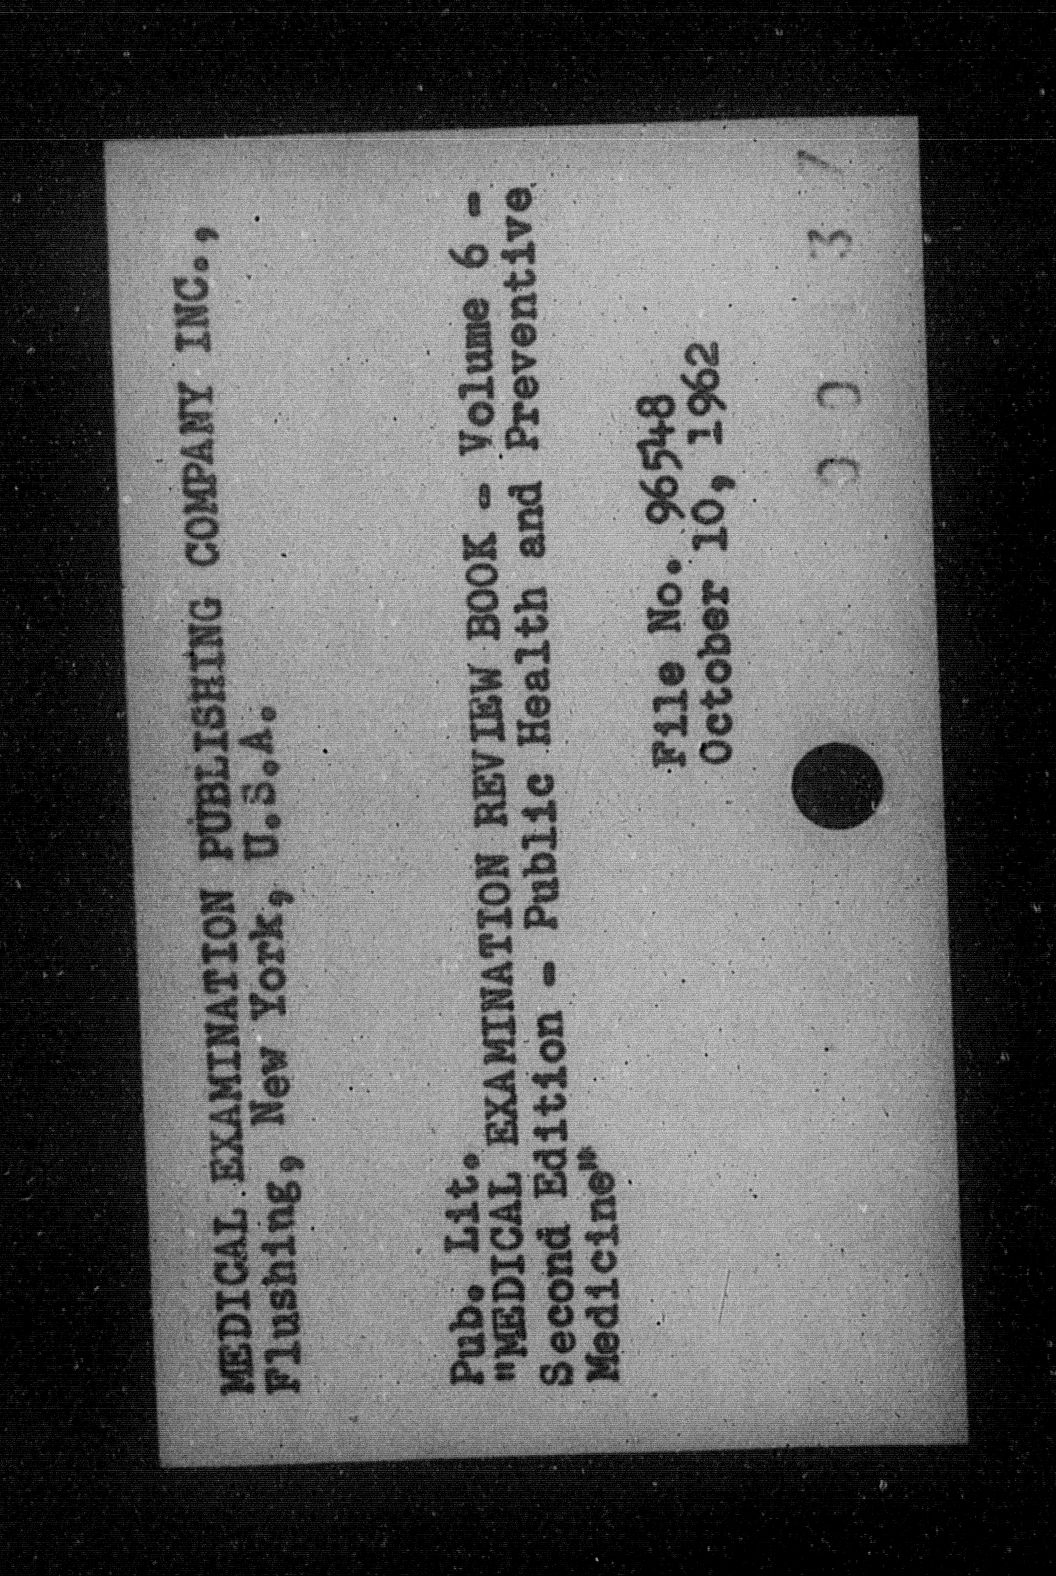 MEDICAL EXAMINATION PUBLISHING COMPANY INC.,
Flushing, New York, U.S.A.
Pub. Lit.
"MEDICAL EXAMINATION REVIEW BOOK - Volume 6 -
Second Edition - Public Health and Preventive
Medicine"
File No. 96548
October 10, 1962